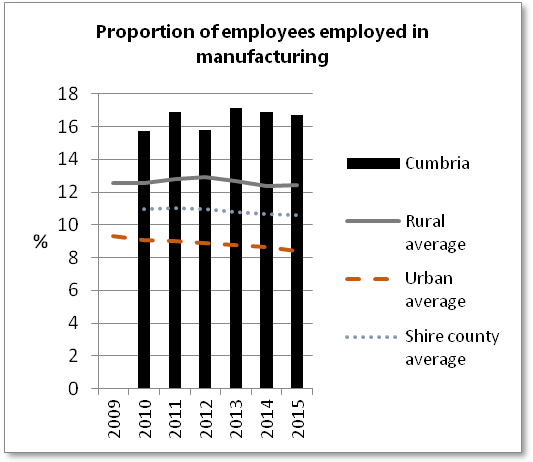 Proportion of employees employed in
manufacturing
18
16
14
12
10
8
6
4
2
0
%
2009
2010
2011
2012
2013
2014
2015
Cumbria
Rural
average
Urban
average
Shire county
average